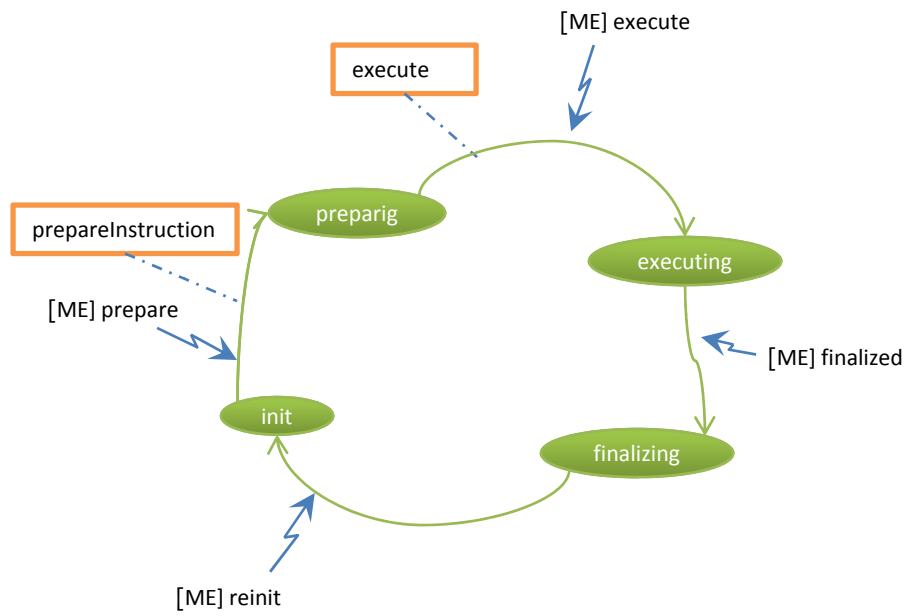 [ME] execute
execute
preparig
prepareInstruction
executing
[ME] prepare
[ME] finalized
init
finalizing
[ME] reinit